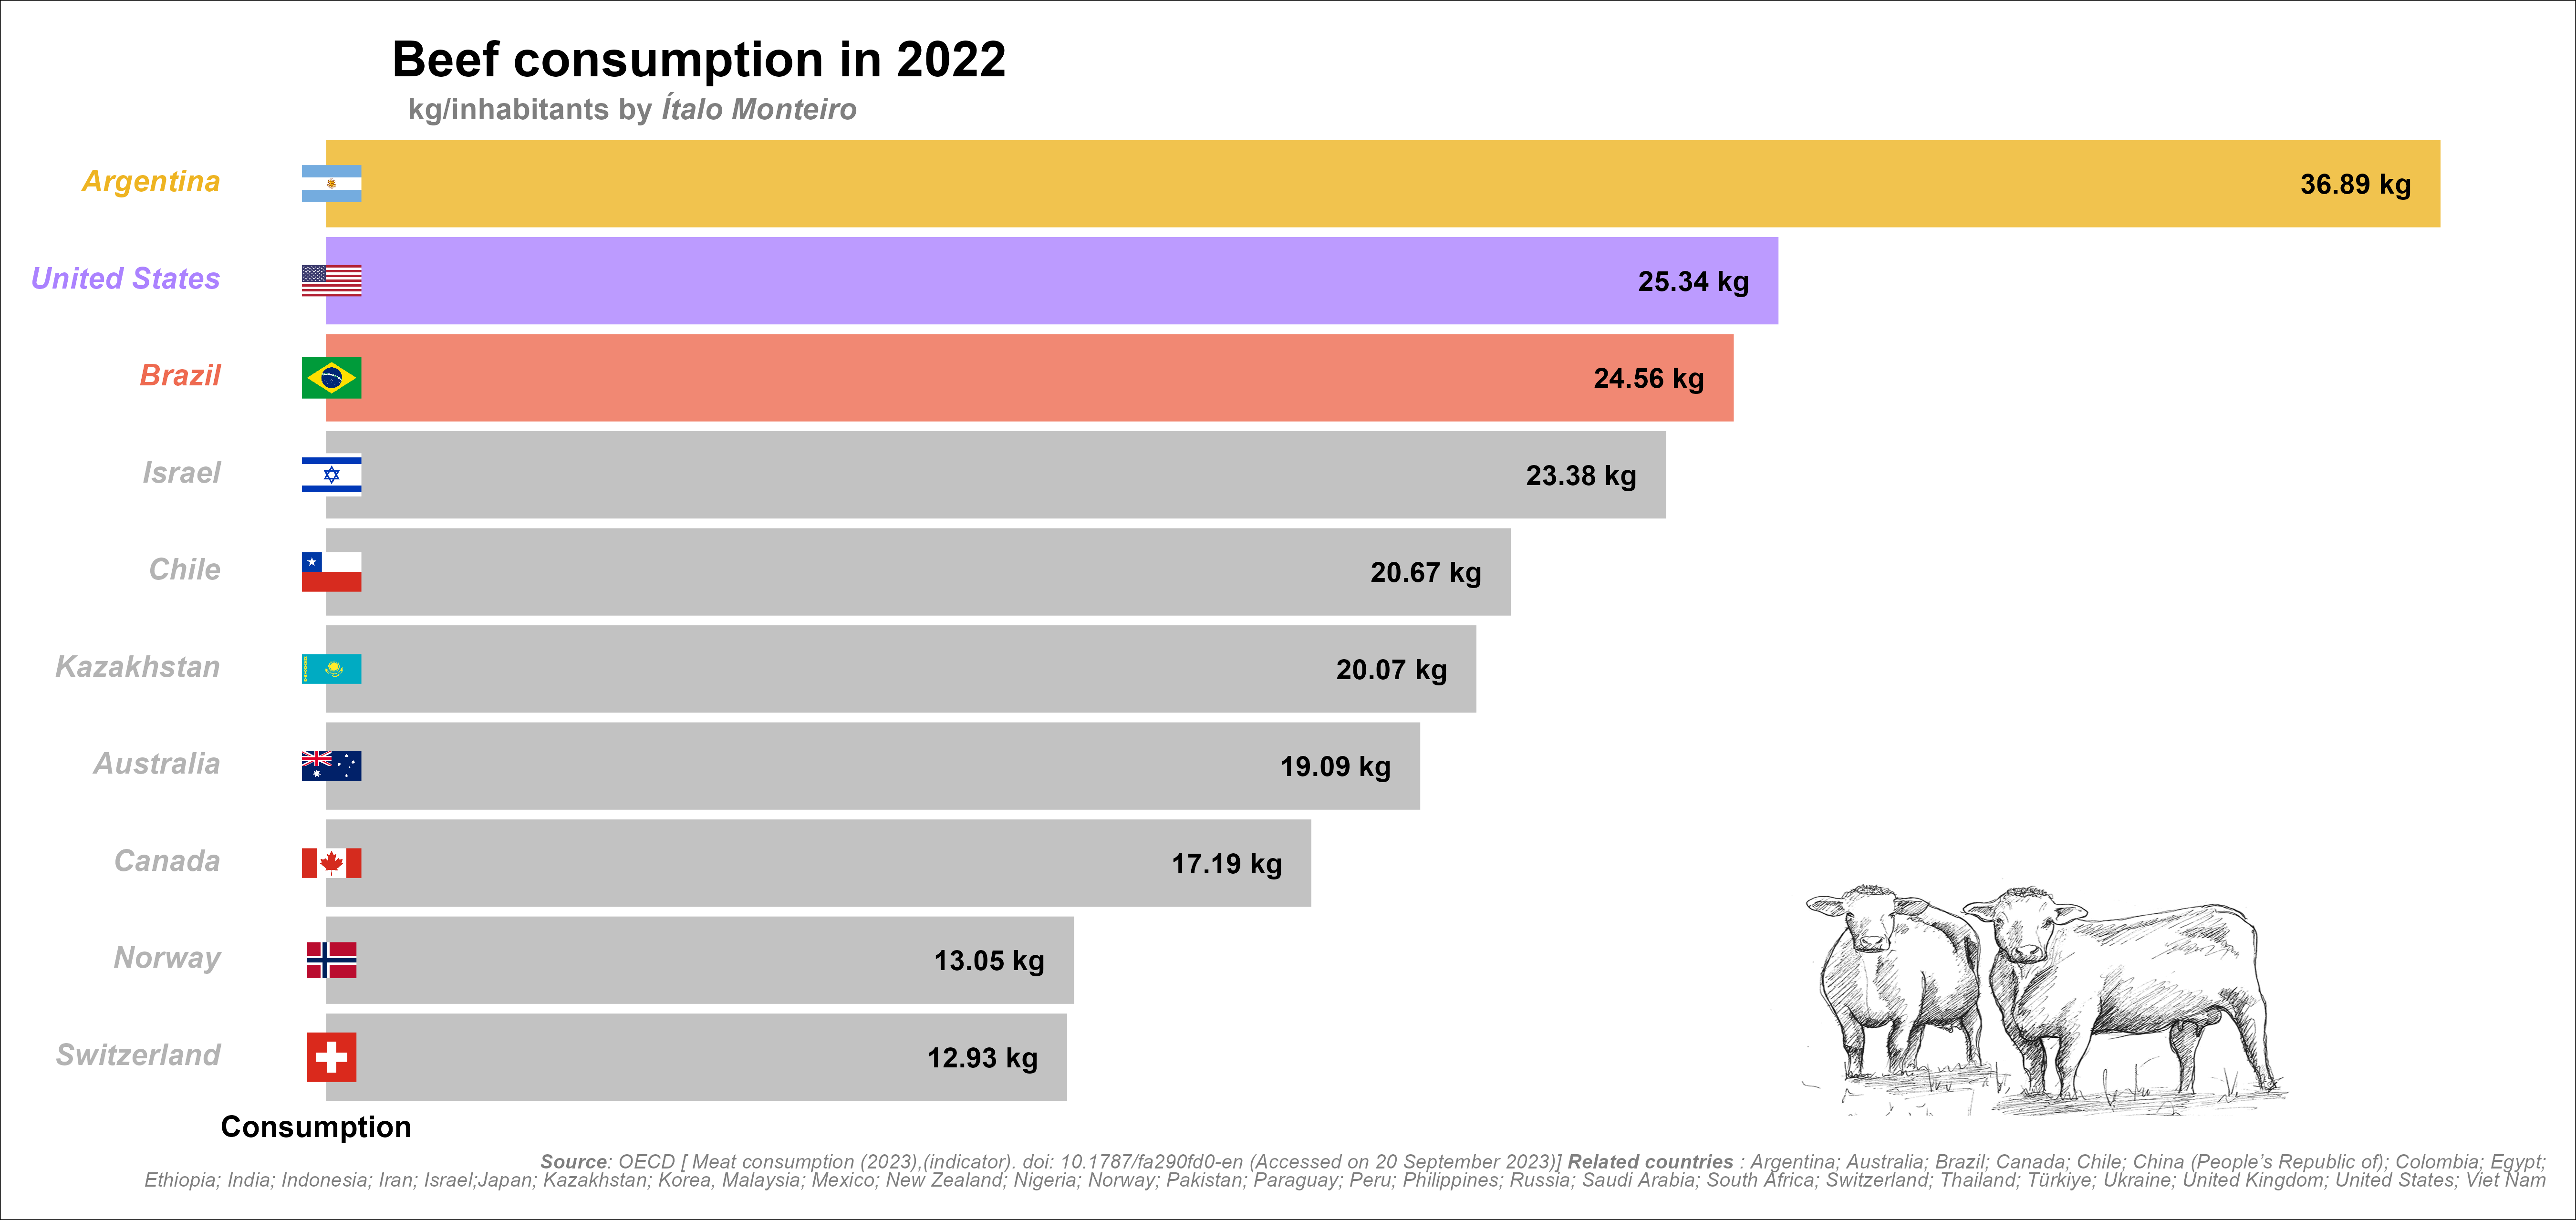 Beef consumption in 2022
kg/inhabitants by Ítalo Monteiro
Argentina
36.89 kg
United States
25.34 kg
Brazil
24.56 kg
Israel
23.38 kg
Chile
20.67 kg
Kazakhstan
20.07 kg
Australia
19.09 kg
Canada
17.19 kg
Norway
13.05 kg
Switzerland
12.93 kg
Consumption
Source: OECD [ Meat consumption (2023),(indicator). doi: 10.1787/fa290fd0-en (Accessed on 20 September 2023)] Related countries : Argentina; Australia; Brazil; Canada; Chile; China (People’s Republic of); Colombia; Egypt;
Ethiopia; India; Indonesia; Iran; Israel;Japan; Kazakhstan; Korea, Malaysia; Mexico; New Zealand; Nigeria; Norway; Pakistan; Paraguay; Peru; Philippines; Russia; Saudi Arabia; South Africa; Switzerland; Thailand; Türkiye; Ukraine; United Kingdom; United States; Viet Nam